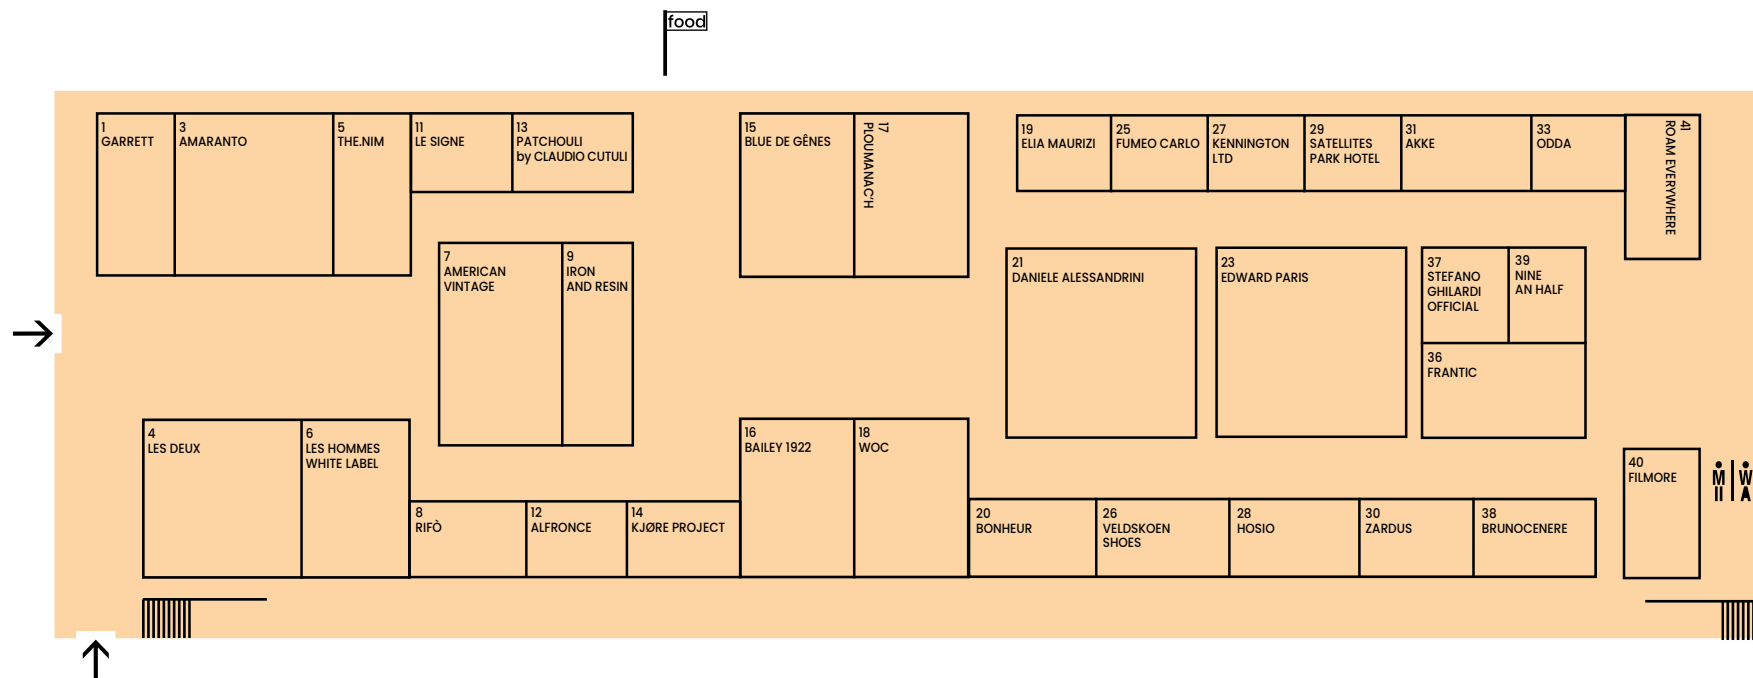 food
1
GARRETT
3
AMARANTO
5
THE.NIM
11
LE SIGNE
13
PATCHOULI
by CLAUDIO CUTULI
15
BLUE DE GÊNES
17
PLOUMANAC'H
19
ELIA MAURIZI
25
FUMEO CARLO
27
KENNINGTON
LTD
29
SATELLITES
PARK HOTEL
31
AKKE
33
ODDA
41
ROAM EVERYWHERE
7
AMERICAN
VINTAGE
9
IRON
AND RESIN
21
DANIELE ALESSANDRINI
23
EDWARD PARIS
37
STEFANO
GHILARDI
OFFICIAL
39
NINE
AN HALF
36
FRANTIC
4
LES DEUX
6
LES HOMMES
WHITE LABEL
16
BAILEY 1922
18
WOC
40
FILMORE
M
W
8
RIFÒ
12
ALFRONCE
14
KJØRE PROJECT
20
BONHEUR
26
VELDSKOEN
SHOES
28
HOSIO
30
ZARDUS
38
BRUNOCENERE